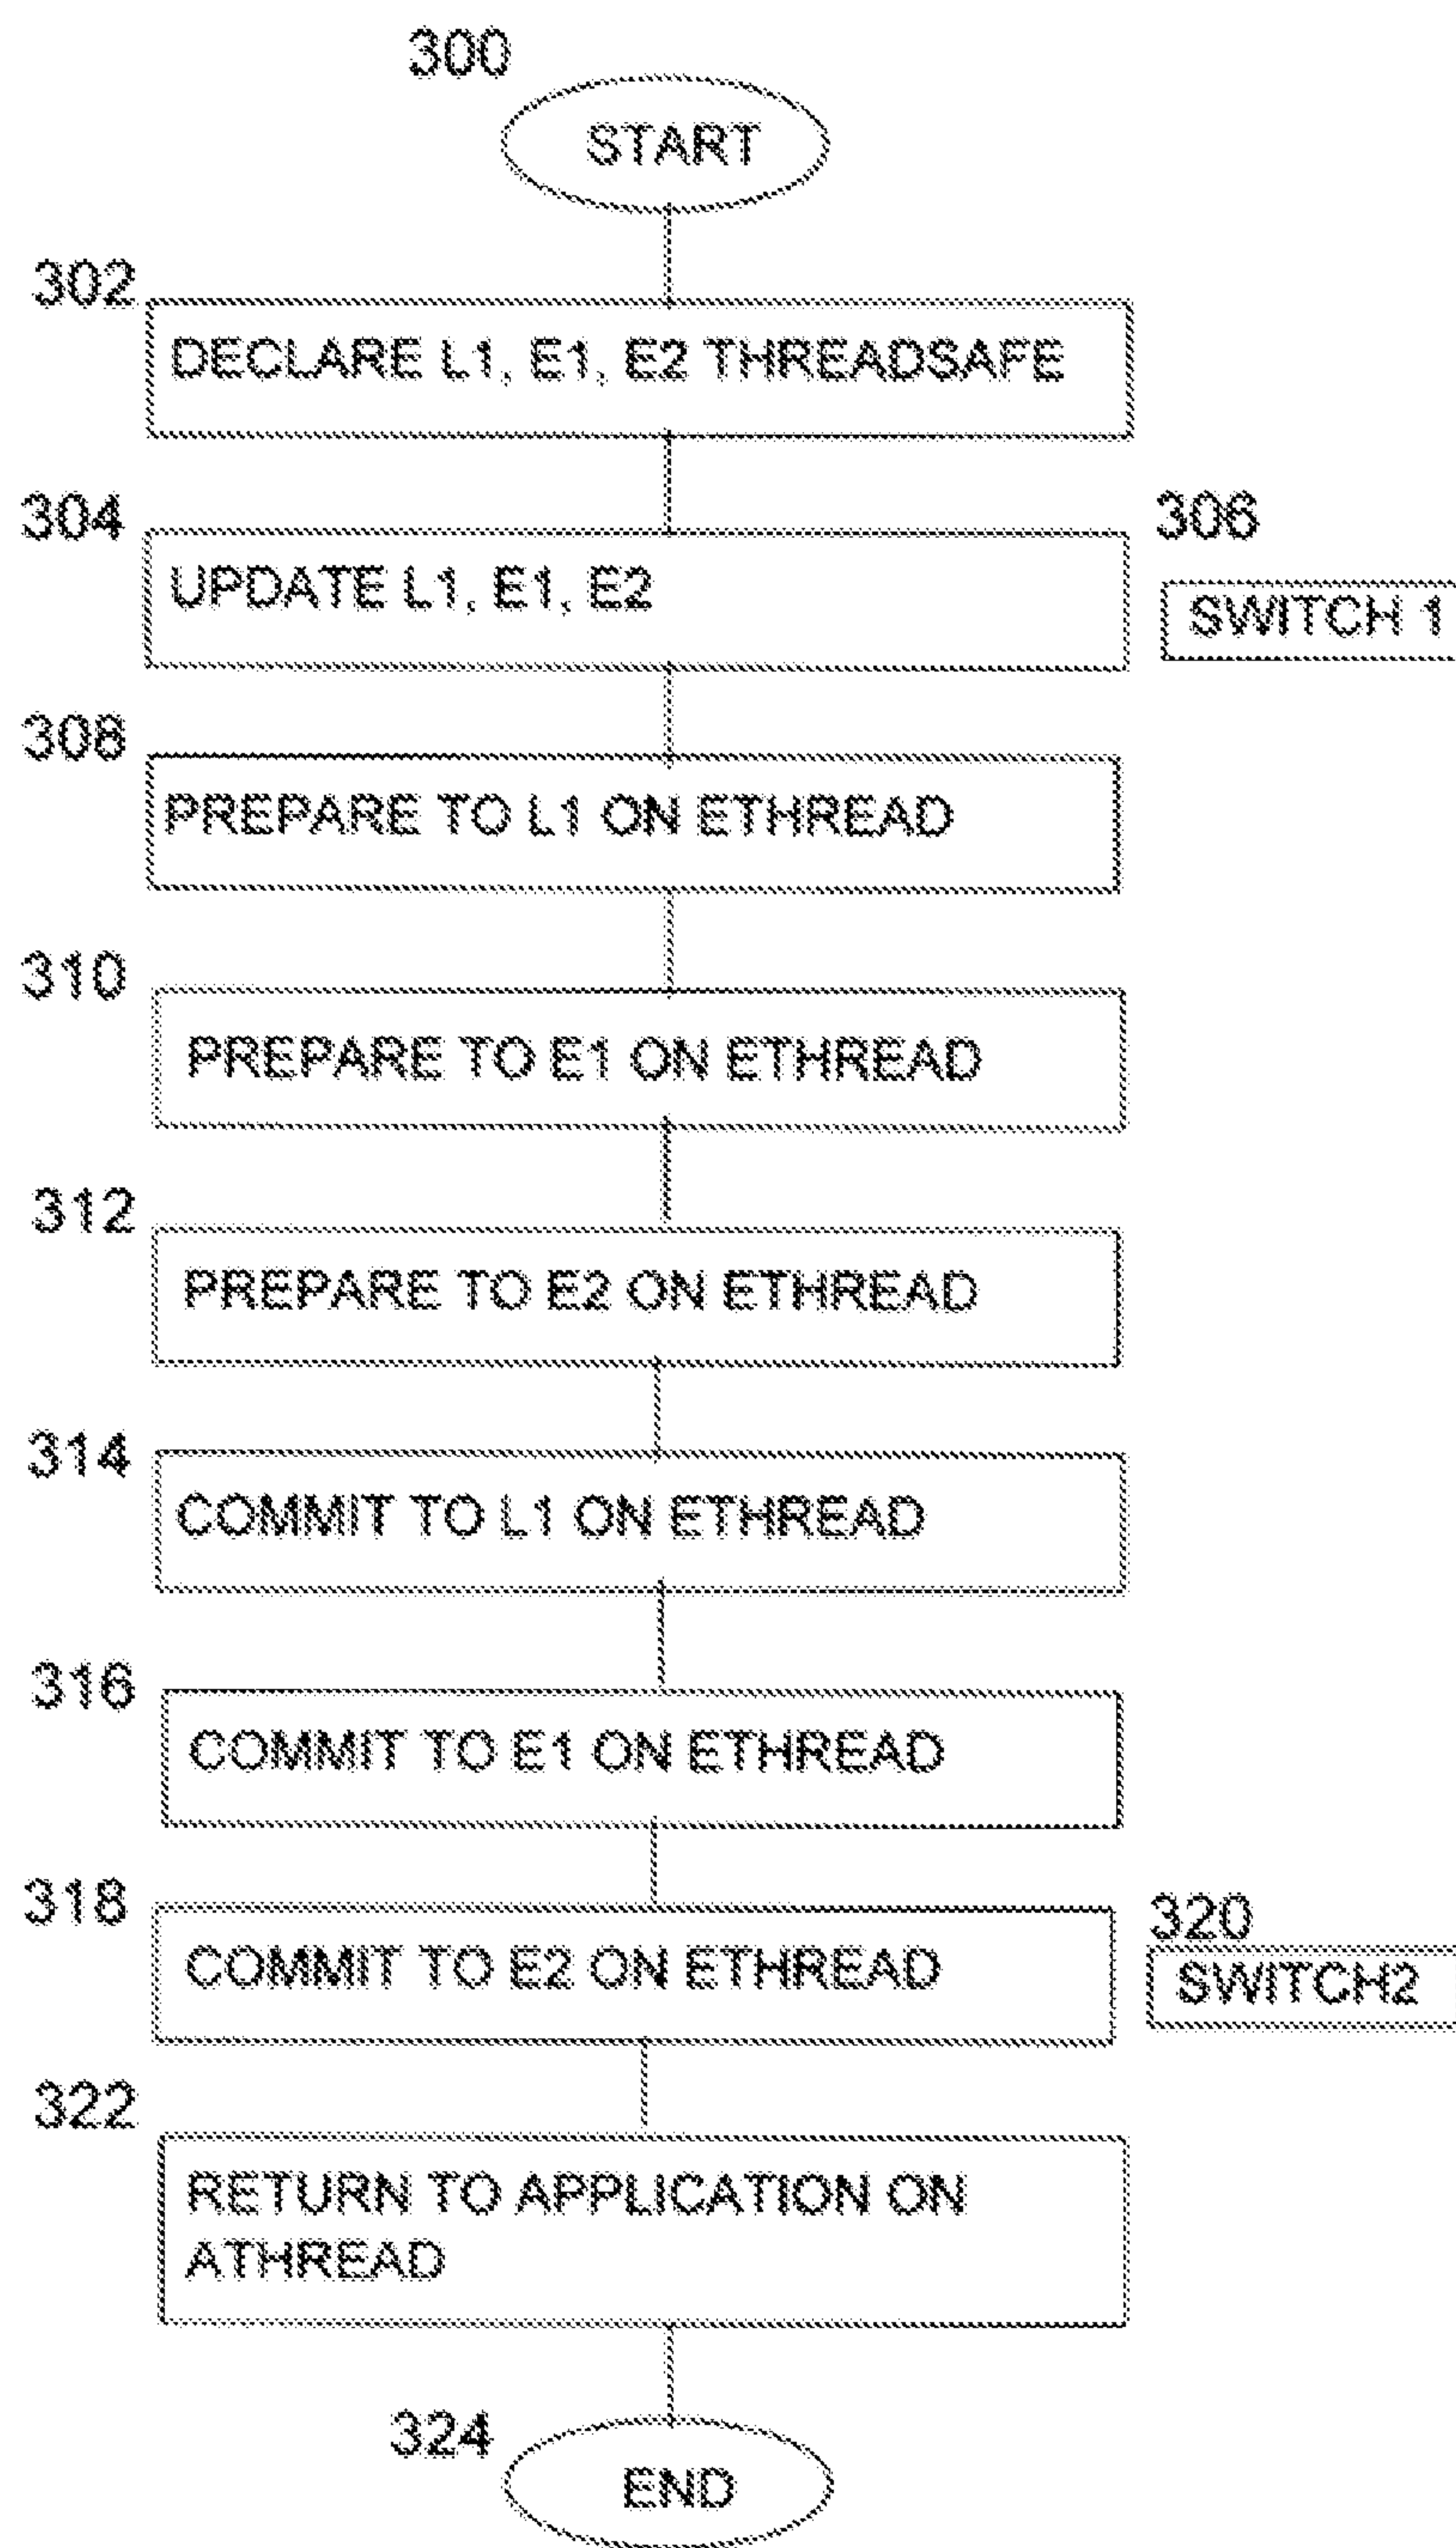 300
START
302
DECLARE L1, E1, E2 THREADSAFE
304
UPDATE L1, E1, E2
306
SWITCH 1
308
PREPARE TO L1 ON ETHREAD
310
PREPARE TO E1 ON ETHREAD
312
PREPARE TO E2 ON ETHREAD
314
COMMIT TO L1 ON ETHREAD
316
COMMIT TO E1 ON ETHREAD
318
COMMIT TO E2 ON ETHREAD
320
SWITCH2
322
RETURN TO APPLICATION ON
ATHREAD
324
END